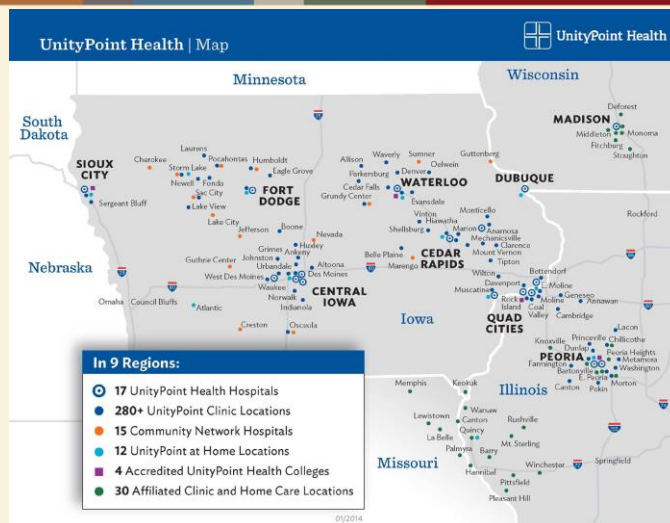 UnityPoint Health | Map
UnityPoint Health
Minnesota
Wisconsin
South
Dakota
Nebraska
Iowa
Illinois
Missouri
SIOUX
CITY
Sergeant Bluff
Cherokee
Laurens
Storm Lake
Pocahontas
Humboldt
Eagle Grove
Newell
Fonda
Sac City
Lake View
Lake City
FORT
DODGE
Jefferson
Boone
Nevada
Huxley
Grimes
Ankeny
Guthrie Center
Johnston
Urbandale
Altoona
West Des Moines
Des Moines
Waukee
Norwalk
Indianola
CENTRAL
IOWA
Omaha
Council Bluffs
Atlantic
Creston
Osceola
Allison
Waverly
Sumner
Oelwein
Guttenberg
Parkersburg
Denver
Cedar Falls
WATERLOO
Grundy Center
Evansdale
DUBUQUE
Vinton
Hiawatha
Monticello
Shellsburg
Marion
Anamosa
Mechanicsville
Belle Plaine
Marengo
CEDAR
RAPIDS
Clarence
Mount Vernon
Tipton
Wilton
Muscatine
Davenport
Bettendorf
E. Moline
Rock
Island
Moline
Coal
Valley
Geneseo
Annawan
Cambridge
QUAD
CITIES
MADISON
Deforest
Middleton
Monona
Fitchburg
Stoughton
Rockford
Lacon
Princeville
Chillicothe
Knoxville
Dunlap
Peoria Heights
PEORIA
Metamora
Farmington
Washington
Bartonville
E. Peoria
Morton
Canton
Pekin
Memphis
Keokuk
Warsaw
Lewistown
Canton
Rushville
Quincy
La Belle
Mt. Sterling
Palmyra
Barry
Hannibal
Winchester
Springfield
Pittsfield
Pleasant Hill
In 9 Regions:
17 UnityPoint Health Hospitals
280+ UnityPoint Clinic Locations
15 Community Network Hospitals
12 UnityPoint at Home Locations
4 Accredited UnityPoint Health Colleges
30 Affiliated Clinic and Home Care Locations
01/2014